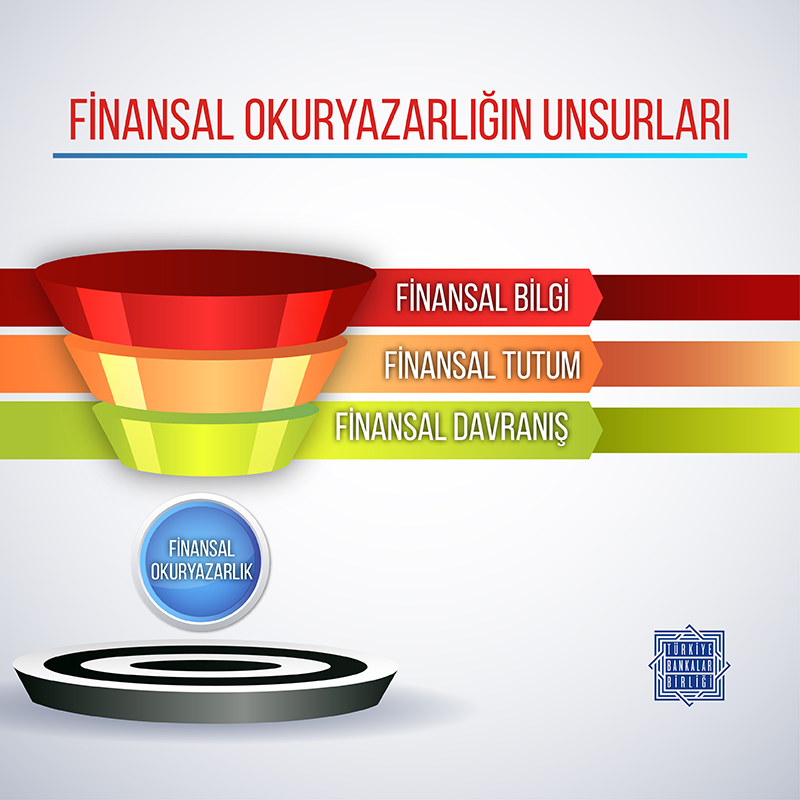 FİNANSAL OKURYAZARLIĞIN UNSURLARI
FİNANSAL BİLGİ
FİNANSAL TUTUM
FİNANSAL DAVRANIŞ
FİNANSAL
OKURYAZARLIK
TÜRKİYE
BANKALAR
BİRLİĞİ